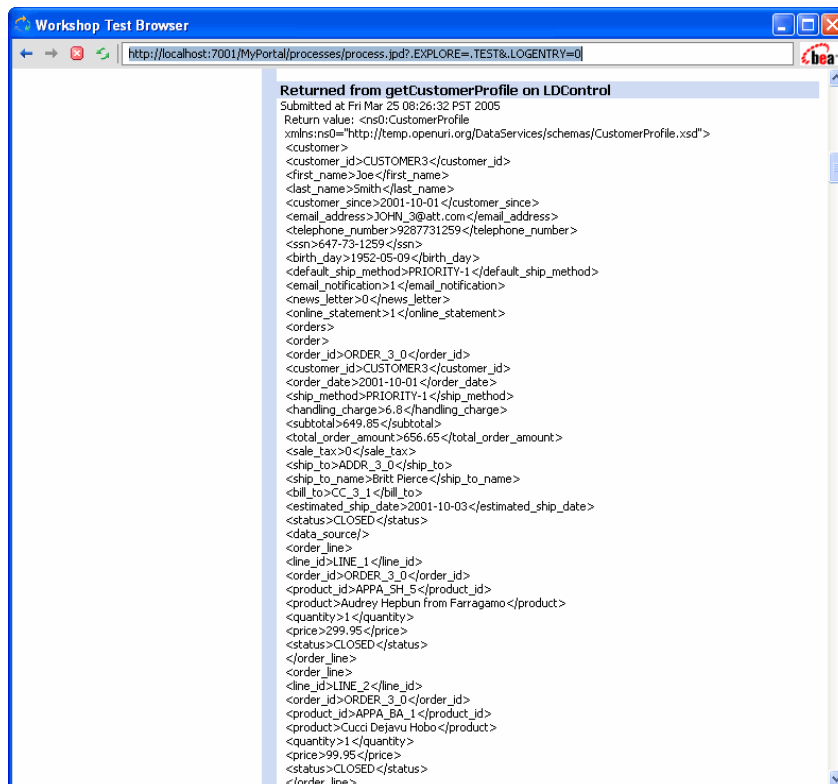 Workshop Test Browser
http://localhost:7001/MyPortal/processes/process.jpd?.EXPLORE=.TEST&.LOGENTRY=0
bea
Returned from getCustomerProfile on LDControl
Submitted at Fri Mar 25 08:26:32 PST 2005
Return value: <ns0:CustomerProfile
xmlns:ns0="http://temp.openuri.org/DataServices/schemas/CustomerProfile.xsd">
<customer>
<customer_id>CUSTOMER3</customer_id>
<first_name>Joe</first_name>
<last_name>Smith</last_name>
<customer_since>2001-10-01</customer_since>
<email_address>JOHN_3@att.com</email_address>
<telephone_number>9287731259</telephone_number>
<ssn>647-73-1259</ssn>
<birth_day>1952-05-09</birth_day>
<default_ship_method>PRIORITY-1</default_ship_method>
<email_notification>1</email_notification>
<news_letter>0</news_letter>
<online_statement>1</online_statement>
<orders>
<order>
<order_id>ORDER_3_0</order_id>
<customer_id>CUSTOMER3</customer_id>
<order_date>2001-10-01</order_date>
<ship_method>PRIORITY-1</ship_method>
<handling_charge>6.8</handling_charge>
<subtotal>649.85</subtotal>
<total_order_amount>656.65</total_order_amount>
<sale_tax>0</sale_tax>
<ship_to>ADDR_3_0</ship_to>
<ship_to_name>Britt Pierce</ship_to_name>
<bill_to>CC_3_1</bill_to>
<estimated_ship_date>2001-10-03</estimated_ship_date>
<status>CLOSED</status>
<data_source/>
<order_line>
<line_id>LINE_1</line_id>
<order_id>ORDER_3_0</order_id>
<product_id>APPA_SH_5</product_id>
<product>Audrey Hepbun from Farragamo</product>
<quantity>1</quantity>
<price>299.95</price>
<status>CLOSED</status>
</order_line>
<order_line>
<line_id>LINE_2</line_id>
<order_id>ORDER_3_0</order_id>
<product_id>APPA_BA_1</product_id>
<product>Cucci Dejavu Hobo</product>
<quantity>1</quantity>
<price>99.95</price>
<status>CLOSED</status>
</order_line>